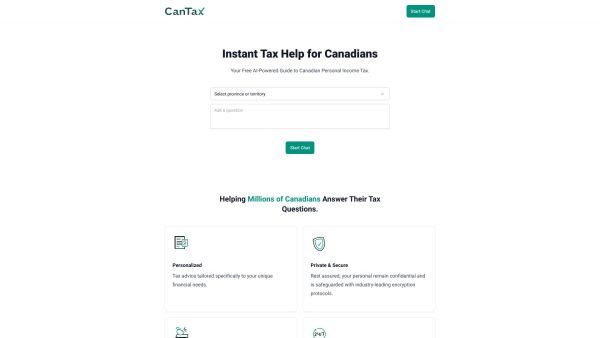 CanTax
Start Chat
Instant Tax Help for Canadians
Your Free AI-Powered Guide to Canadian Personal Income Tax.
Select province or territory
Ask a question
Start Chat
Helping Millions of Canadians Answer Their Tax
Questions.
Personalized
Tax advice tailored specifically to your unique
financial needs.
Private & Secure
Rest assured, your personal remain confidential and
is safeguarded with industry-leading encryption
protocols.
24/7